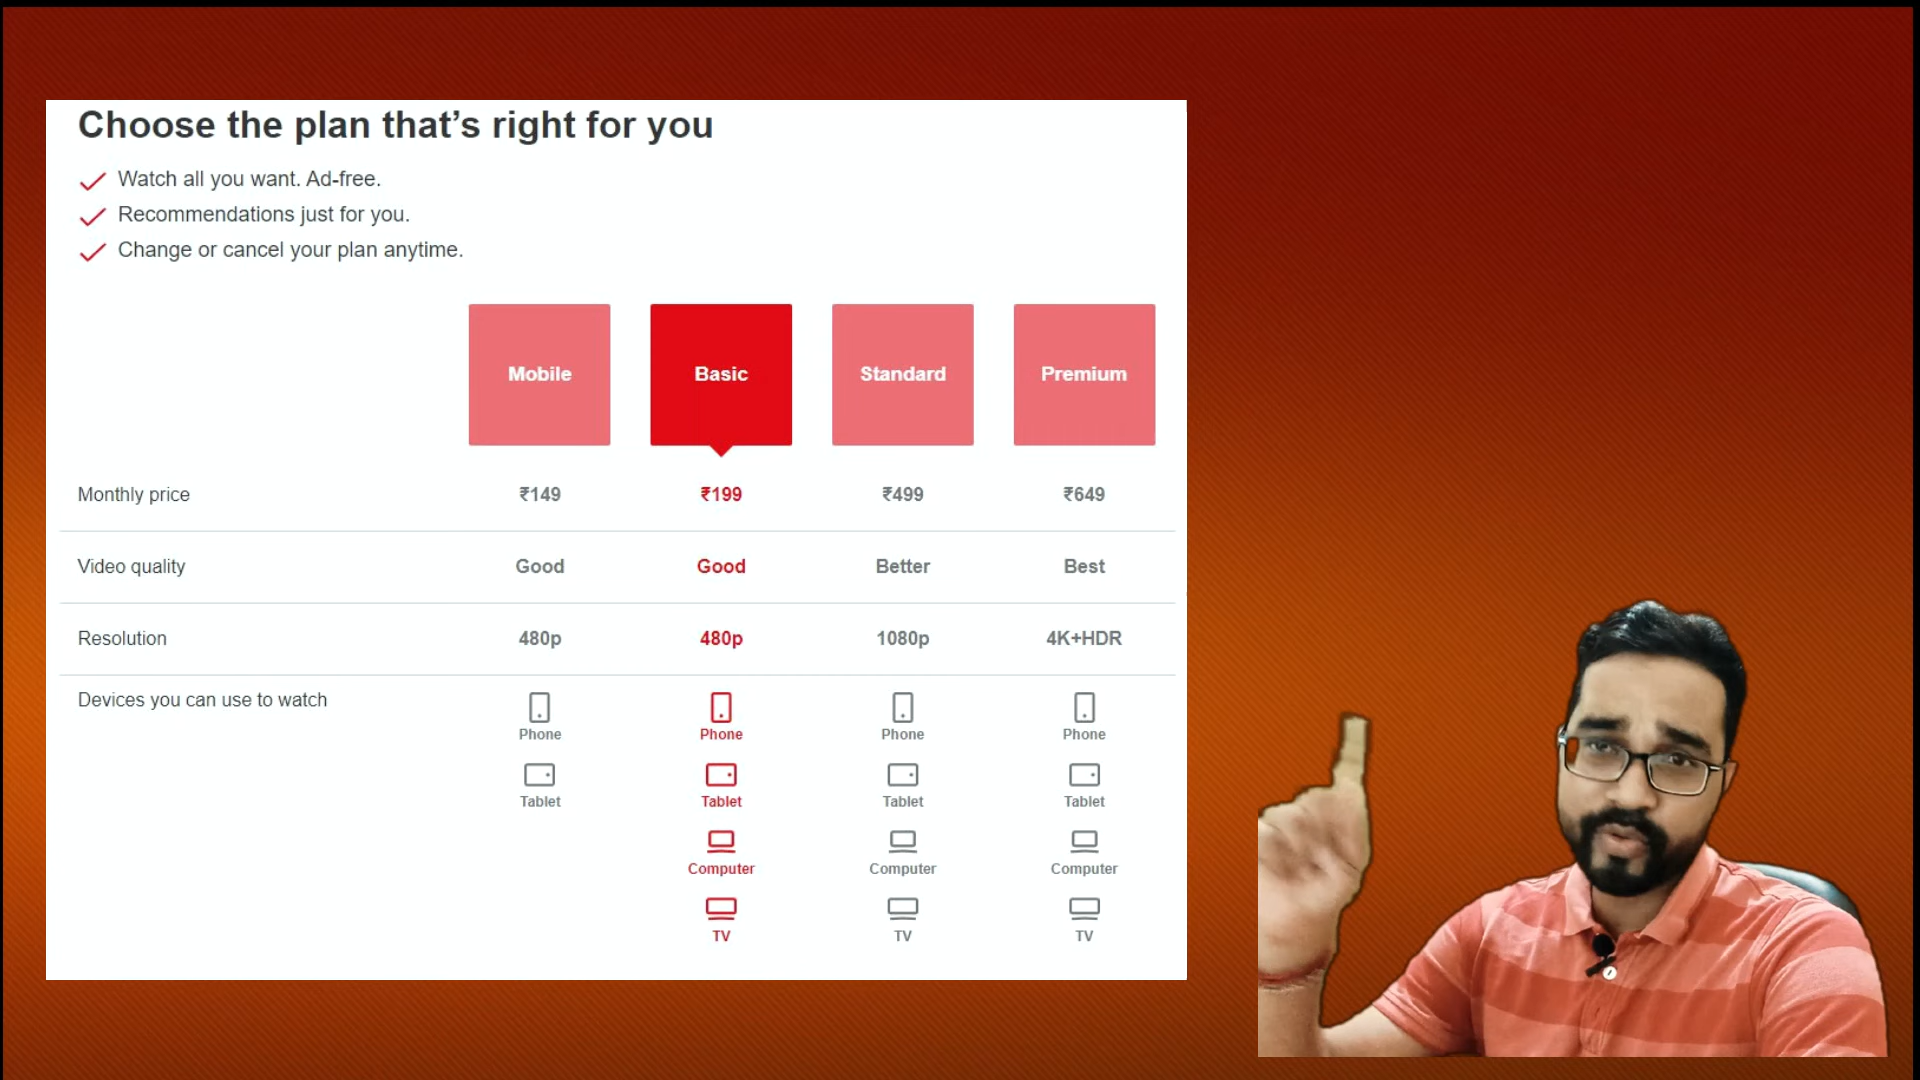 Choose the plan that’s right for you
Watch all you want. Ad-free.
Recommendations just for you.
Change or cancel your plan anytime.
Mobile Basic Standard Premium
Monthly price ₹149 ₹199 ₹499 ₹649
Video quality Good Good Better Best
Resolution 480p 480p 1080p 4K+HDR
Devices you can use to watch
Phone Phone Phone Phone
Tablet Tablet Tablet Tablet
Computer Computer Computer
TV TV TV